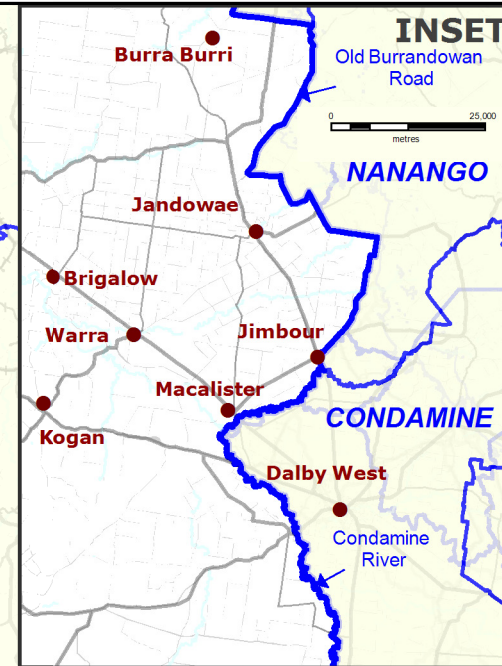 INSET
Burra Burri
Old Burrandowan
Road
0 25,000
metres
NANANGO
Jandowae
Brigalow
Warra
Jimbour
Macalister
CONDAMINE
Kogan
Dalby West
Condamine
River